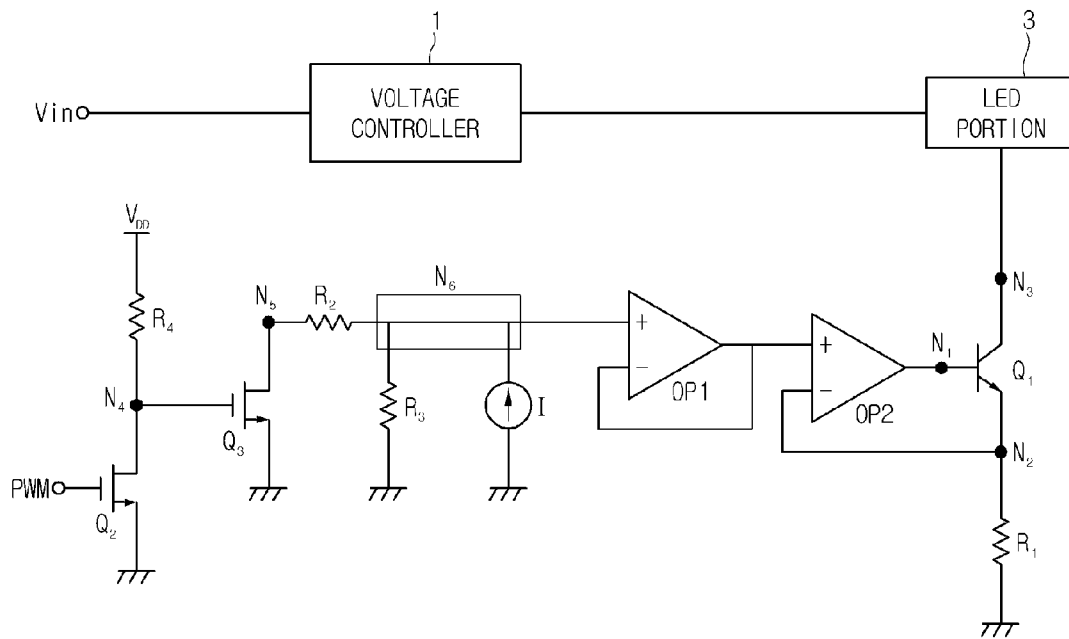 1
3
Vin
VOLTAGE
CONTROLLER
LED
PORTION
V_DD
R₄
N₅
R₂
N₆
N₃
+
-
OP1
+
-
OP2
N₁
Q₁
N₄
Q₃
R₃
I
N₂
PWM
Q₂
R₁